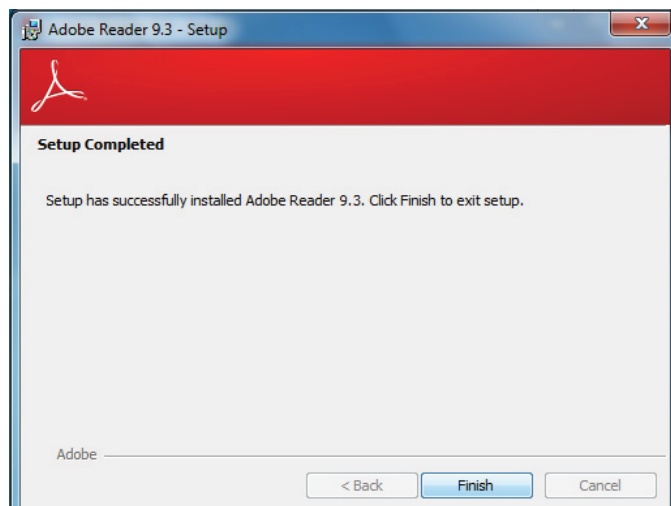 Adobe Reader 9.3 - Setup
Setup Completed
Setup has successfully installed Adobe Reader 9.3. Click Finish to exit setup.
Adobe
< Back Finish Cancel